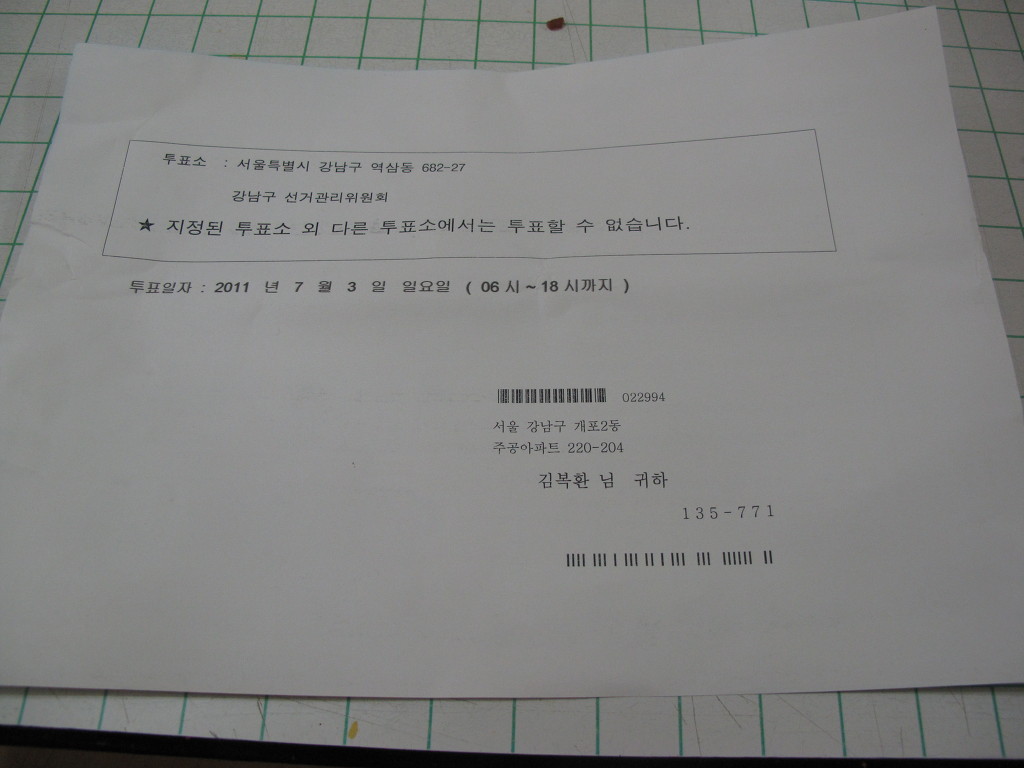 투표소 : 서울특별시 강남구 역삼동 682-27
강남구 선거관리위원회
★ 지정된 투표소 외 다른 투표소에서는 투표할 수 없습니다.
투표일자 : 2011 년 7 월 3 일 일요일 ( 06 시 ~ 18 시까지 )
022994
서울 강남구 개포2동
주공아파트 220-204
김복환 님 귀하
135-771